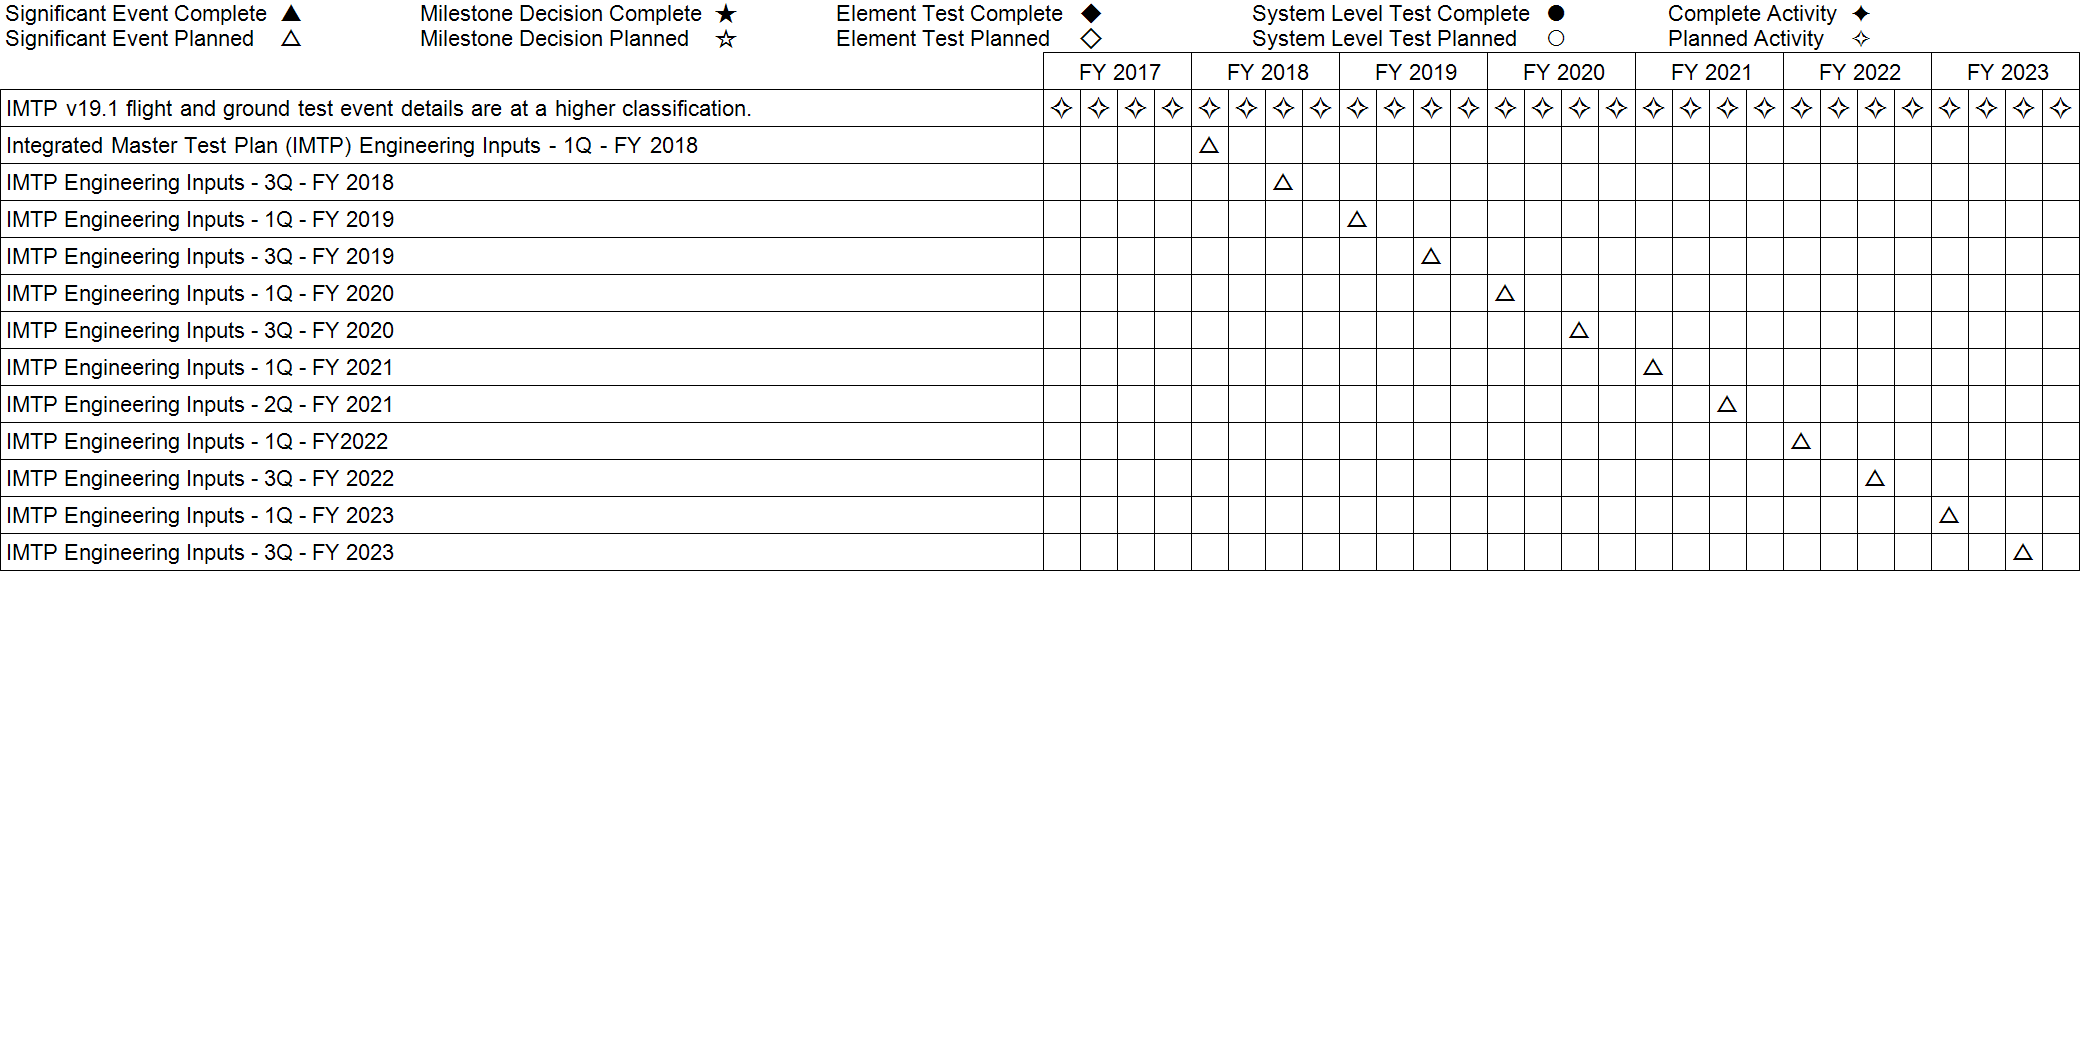 Significant Event Complete ▲ Milestone Decision Complete ★ Element Test Complete ◆ System Level Test Complete ● Complete Activity ✦
Significant Event Planned △ Milestone Decision Planned ☆ Element Test Planned ◇ System Level Test Planned ○ Planned Activity ✧
FY 2017 FY 2018 FY 2019 FY 2020 FY 2021 FY 2022 FY 2023
IMTP v19.1 flight and ground test event details are at a higher classification. ✧ ✧ ✧ ✧ ✧ ✧ ✧ ✧ ✧ ✧ ✧ ✧ ✧ ✧ ✧ ✧ ✧ ✧ ✧ ✧ ✧ ✧ ✧ ✧ ✧ ✧ ✧ ✧
Integrated Master Test Plan (IMTP) Engineering Inputs - 1Q - FY 2018 △
IMTP Engineering Inputs - 3Q - FY 2018 △
IMTP Engineering Inputs - 1Q - FY 2019 △
IMTP Engineering Inputs - 3Q - FY 2019 △
IMTP Engineering Inputs - 1Q - FY 2020 △
IMTP Engineering Inputs - 3Q - FY 2020 △
IMTP Engineering Inputs - 1Q - FY 2021 △
IMTP Engineering Inputs - 2Q - FY 2021 △
IMTP Engineering Inputs - 1Q - FY2022 △
IMTP Engineering Inputs - 3Q - FY 2022 △
IMTP Engineering Inputs - 1Q - FY 2023 △
IMTP Engineering Inputs - 3Q - FY 2023 △